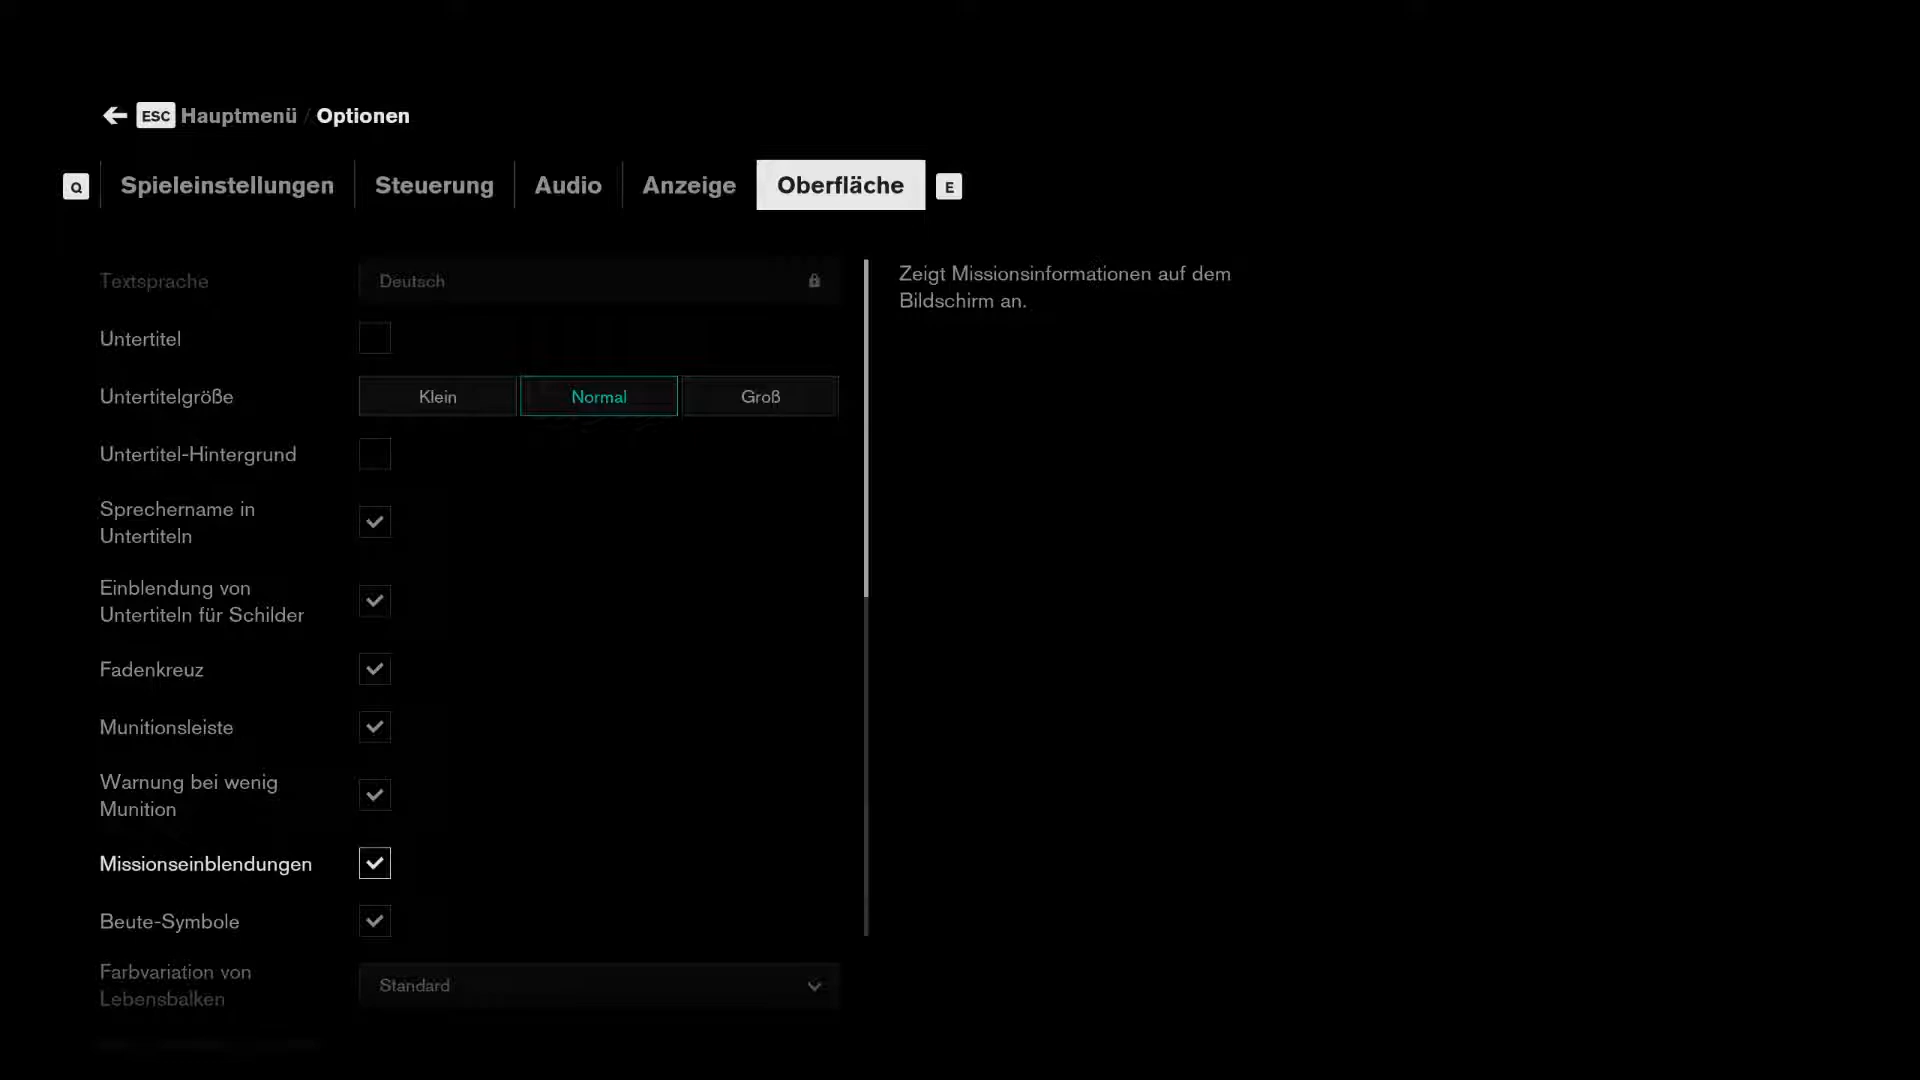 ESC Hauptmenü / Optionen
Q Spieleinstellungen Steuerung Audio Anzeige Oberfläche E
Textsprache Deutsch
Zeigt Missionsinformationen auf dem
Bildschirm an.
Untertitel
Untertitelgröße Klein Normal Groß
Untertitel-Hintergrund
Sprechername in
Untertiteln
Einblendung von
Untertiteln für Schilder
Fadenkreuz
Munitionsleiste
Warnung bei wenig
Munition
Missionseinblendungen
Beute-Symbole
Farbvariation von
Lebensbalken
Standard